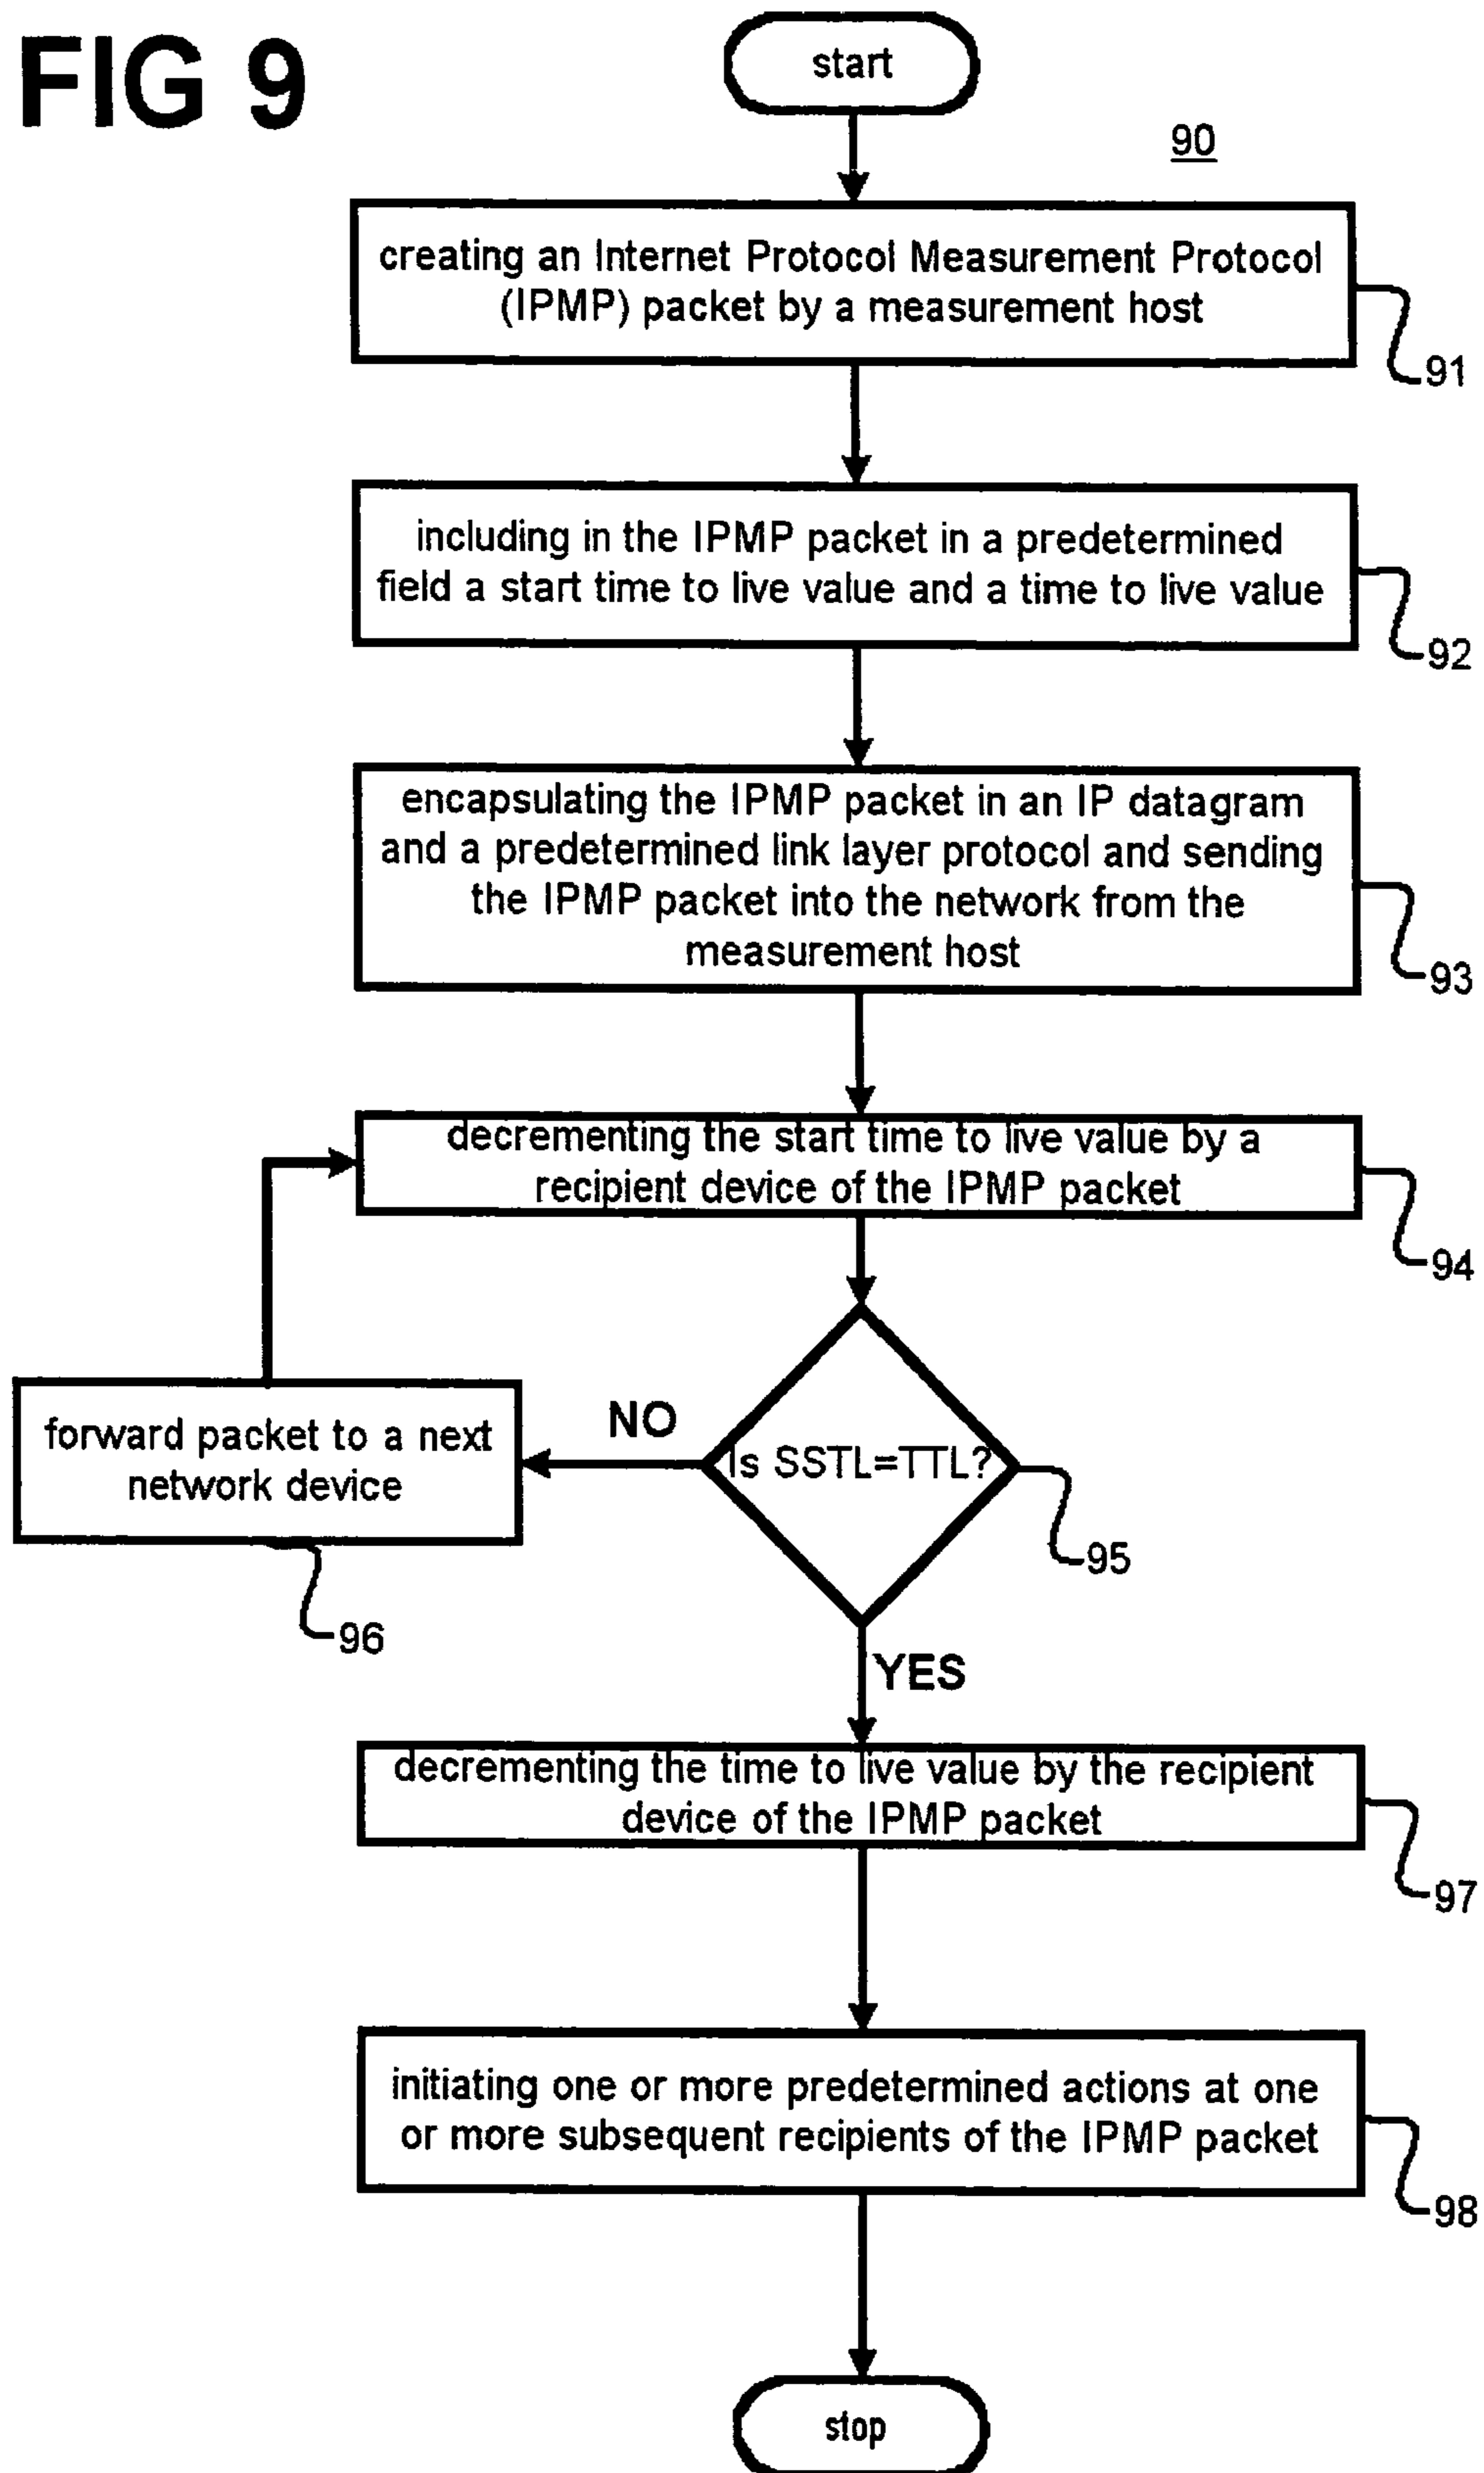 FIG 9
start
90
creating an Internet Protocol Measurement Protocol
(IPMP) packet by a measurement host
91
including in the IPMP packet in a predetermined
field a start time to live value and a time to live value
92
encapsulating the IPMP packet in an IP datagram
and a predetermined link layer protocol and sending
the IPMP packet into the network from the
measurement host
93
decrementing the start time to live value by a
recipient device of the IPMP packet
94
Is SSTL=TTL?
95
NO
forward packet to a next
network device
96
YES
decrementing the time to live value by the recipient
device of the IPMP packet
97
initiating one or more predetermined actions at one
or more subsequent recipients of the IPMP packet
98
stop